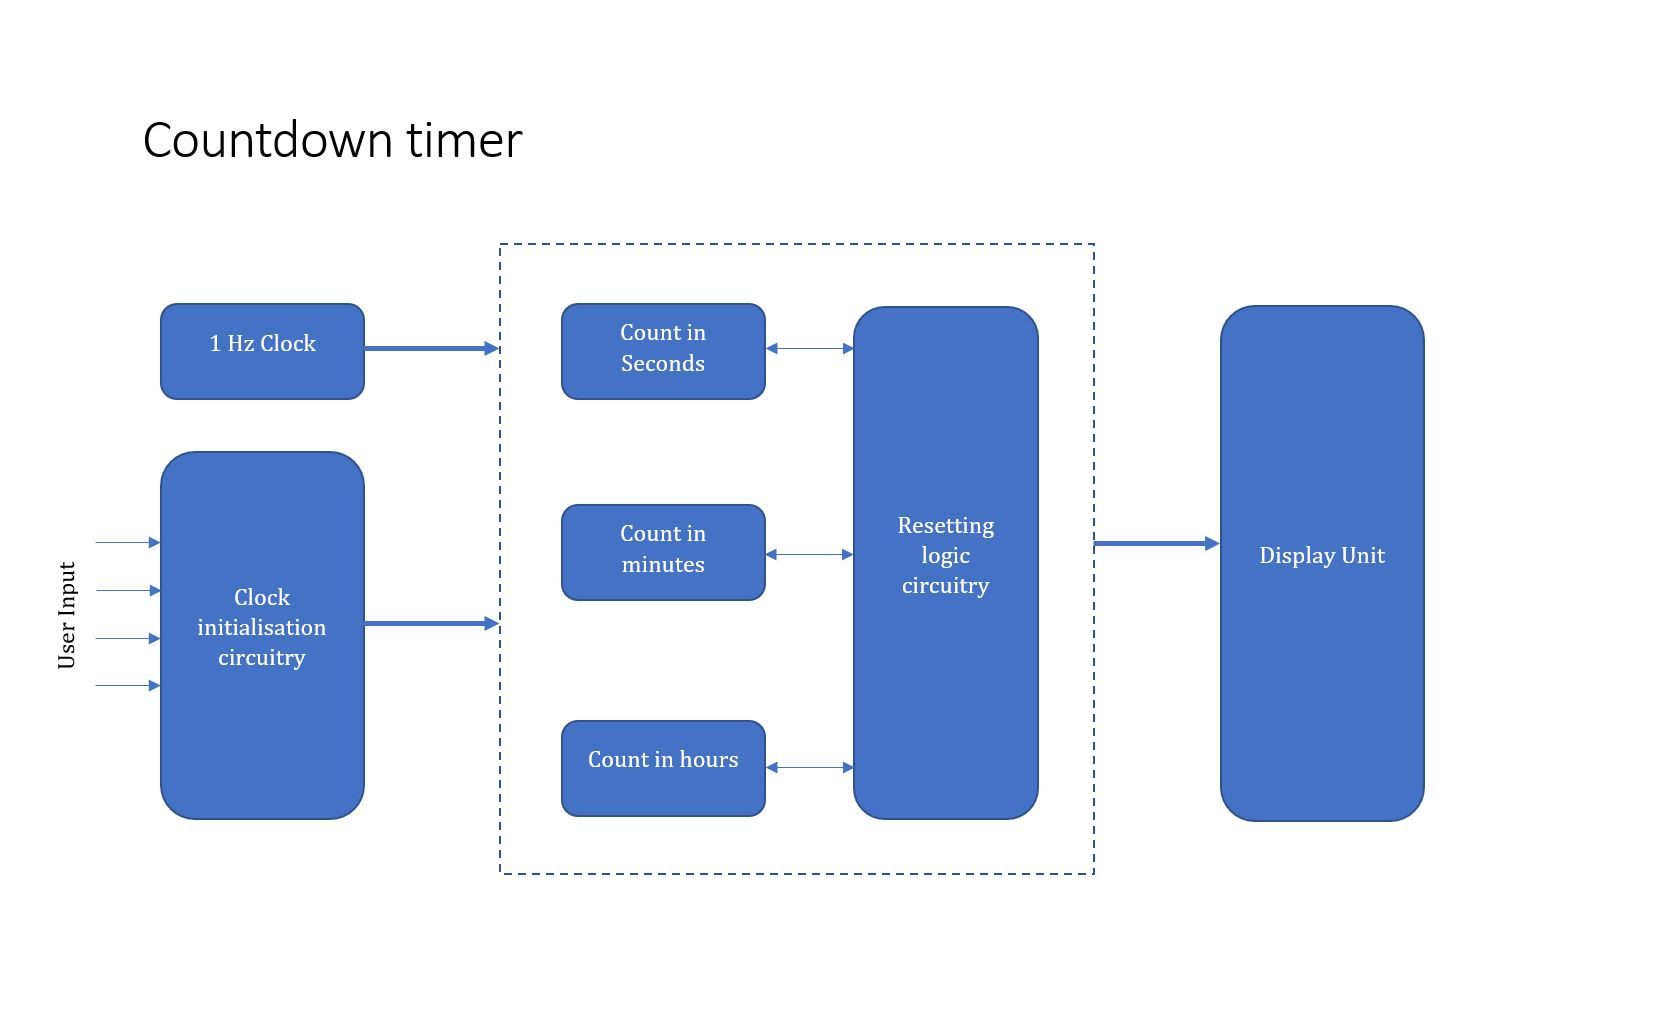 Countdown timer
1 Hz Clock
User Input
Clock
initialisation
circuitry
Count in
Seconds
Count in
minutes
Count in hours
Resetting
logic
circuitry
Display Unit